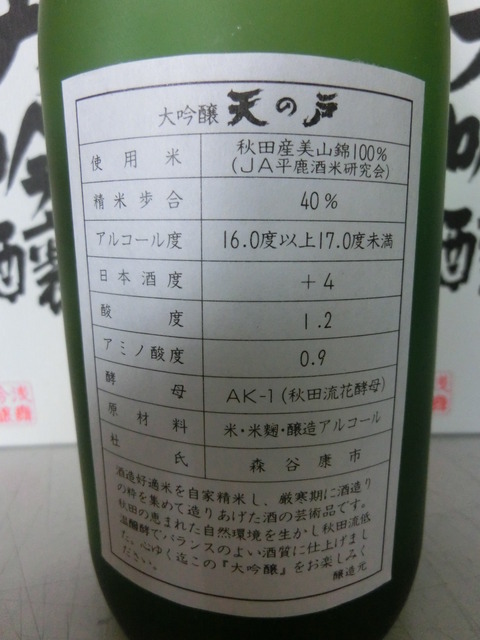 大吟醸 天の戸
使用米 秋田産美山錦100%
(JA平鹿酒米研究会)
精米歩合 40%
アルコール度 16.0度以上17.0度未満
日本酒度 +4
酸度 1.2
アミノ酸度 0.9
酵母 AK-1(秋田流花酵母)
原材料 米・米麹・醸造アルコール
杜氏 森谷康市
酒造好適米を自家精米し、厳寒期に酒造り
の粋を集めて造りあげた酒の芸術品です。
秋田の恵まれた自然環境を生かし秋田流低
温醗酵でバランスのよい酒質に仕上げまし
た。心ゆく迄この『大吟醸』をお楽しみく
ださい。
醸造元
吟醸
酒